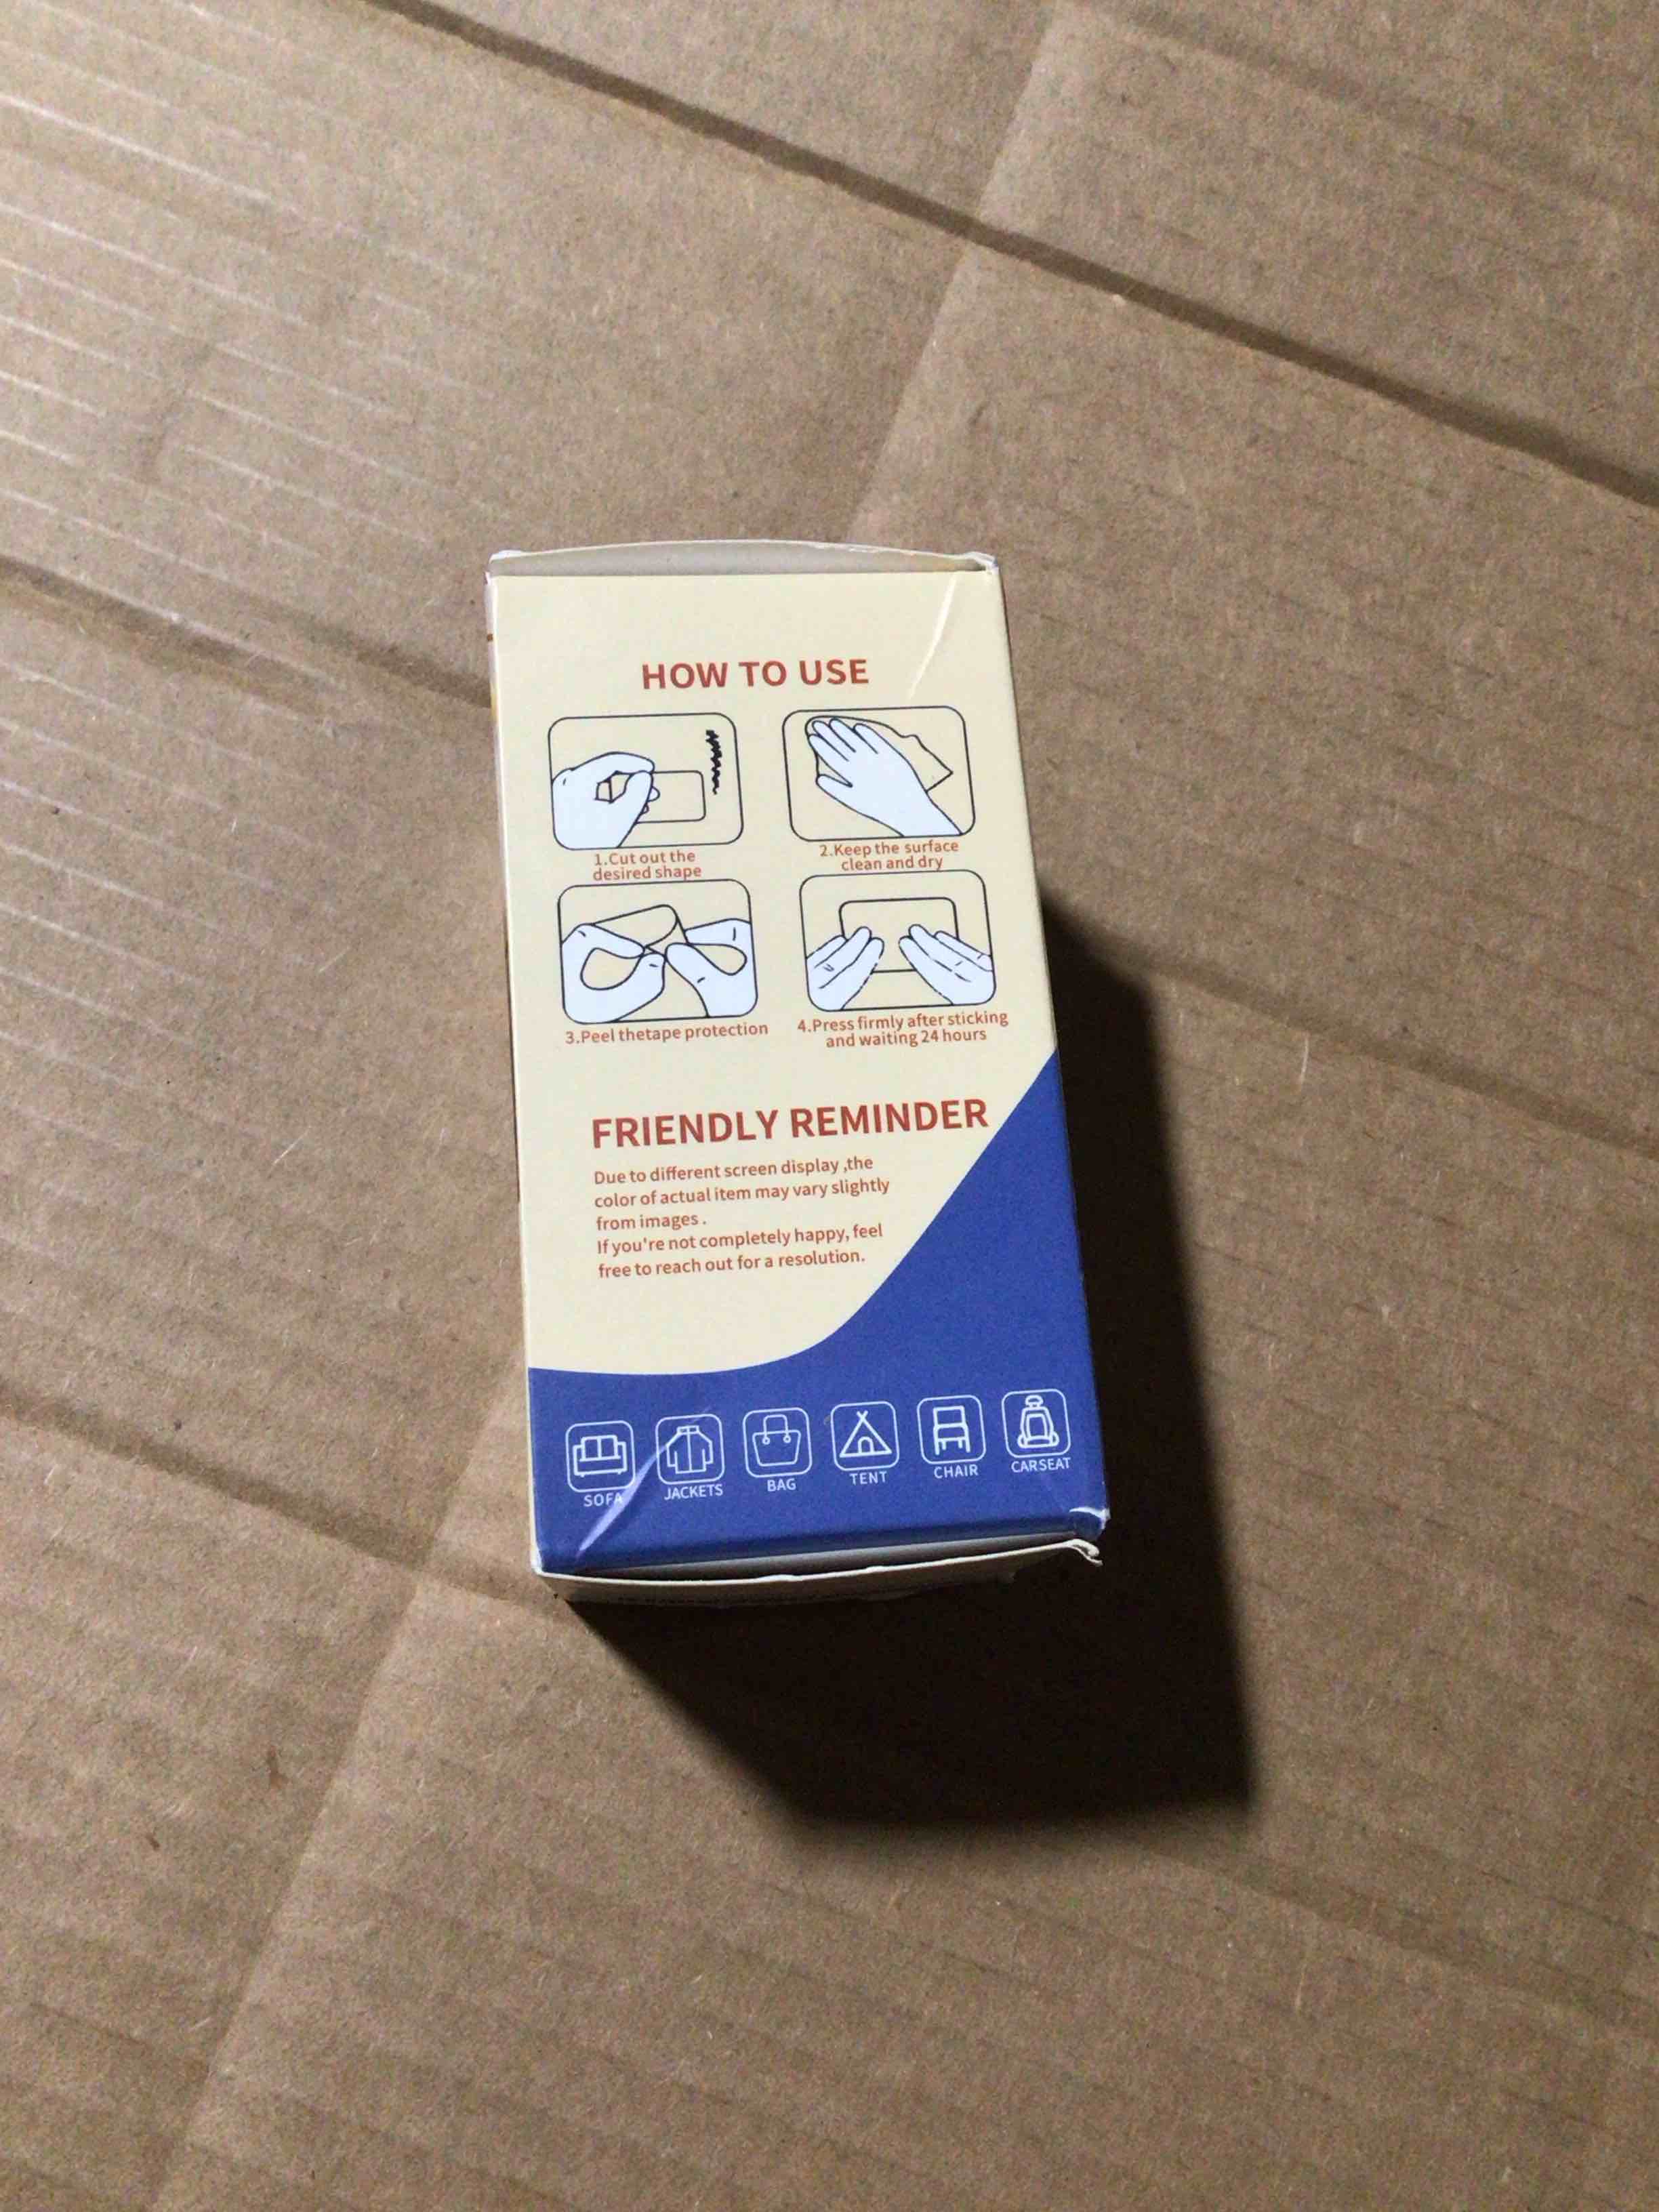 HOW TO USE
1.Cut out the
desired shape
2.Keep the surface
clean and dry
3.Peel thetape protection
4.Press firmly after sticking
and waiting 24 hours
FRIENDLY REMINDER
Due to different screen display ,the
color of actual item may vary slightly
from images .
If you're not completely happy, feel
free to reach out for a resolution.
SOFA
JACKETS
BAG
TENT
CHAIR
CARSEAT